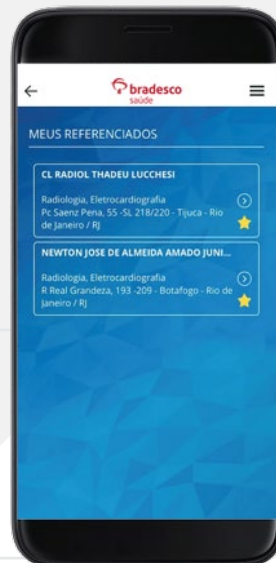 bradesco
saúde
MEUS REFERENCIADOS
CL RADIOL THADEU LUCCHESI
Radiologia, Eletrocardiografia
Pc Saenz Pena, 55 -SL 218/220 - Tijuca - Rio
de Janeiro / RJ
NEWTON JOSE DE ALMEIDA AMADO JUNI...
Radiologia, Eletrocardiografia
R Real Grandeza, 193 -209 - Botafogo - Rio de
Janeiro / RJ